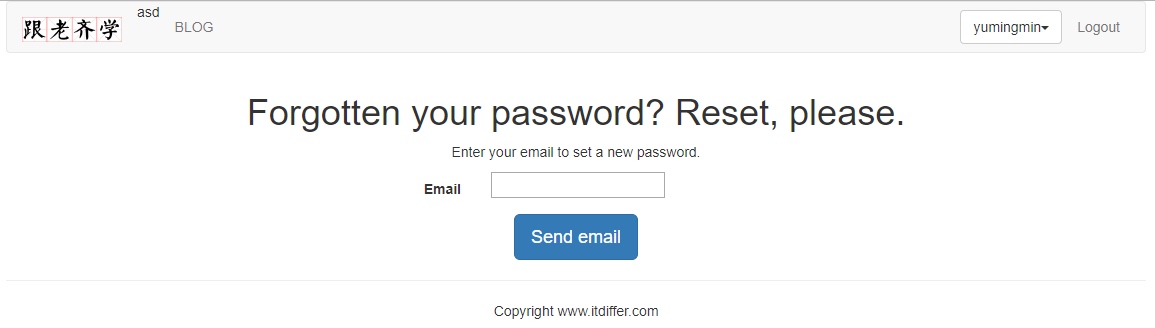 跟老齐学 asd BLOG yumingmin Logout
Forgotten your password? Reset, please.
Enter your email to set a new password.
Email
Send email
Copyright www.itdiffer.com